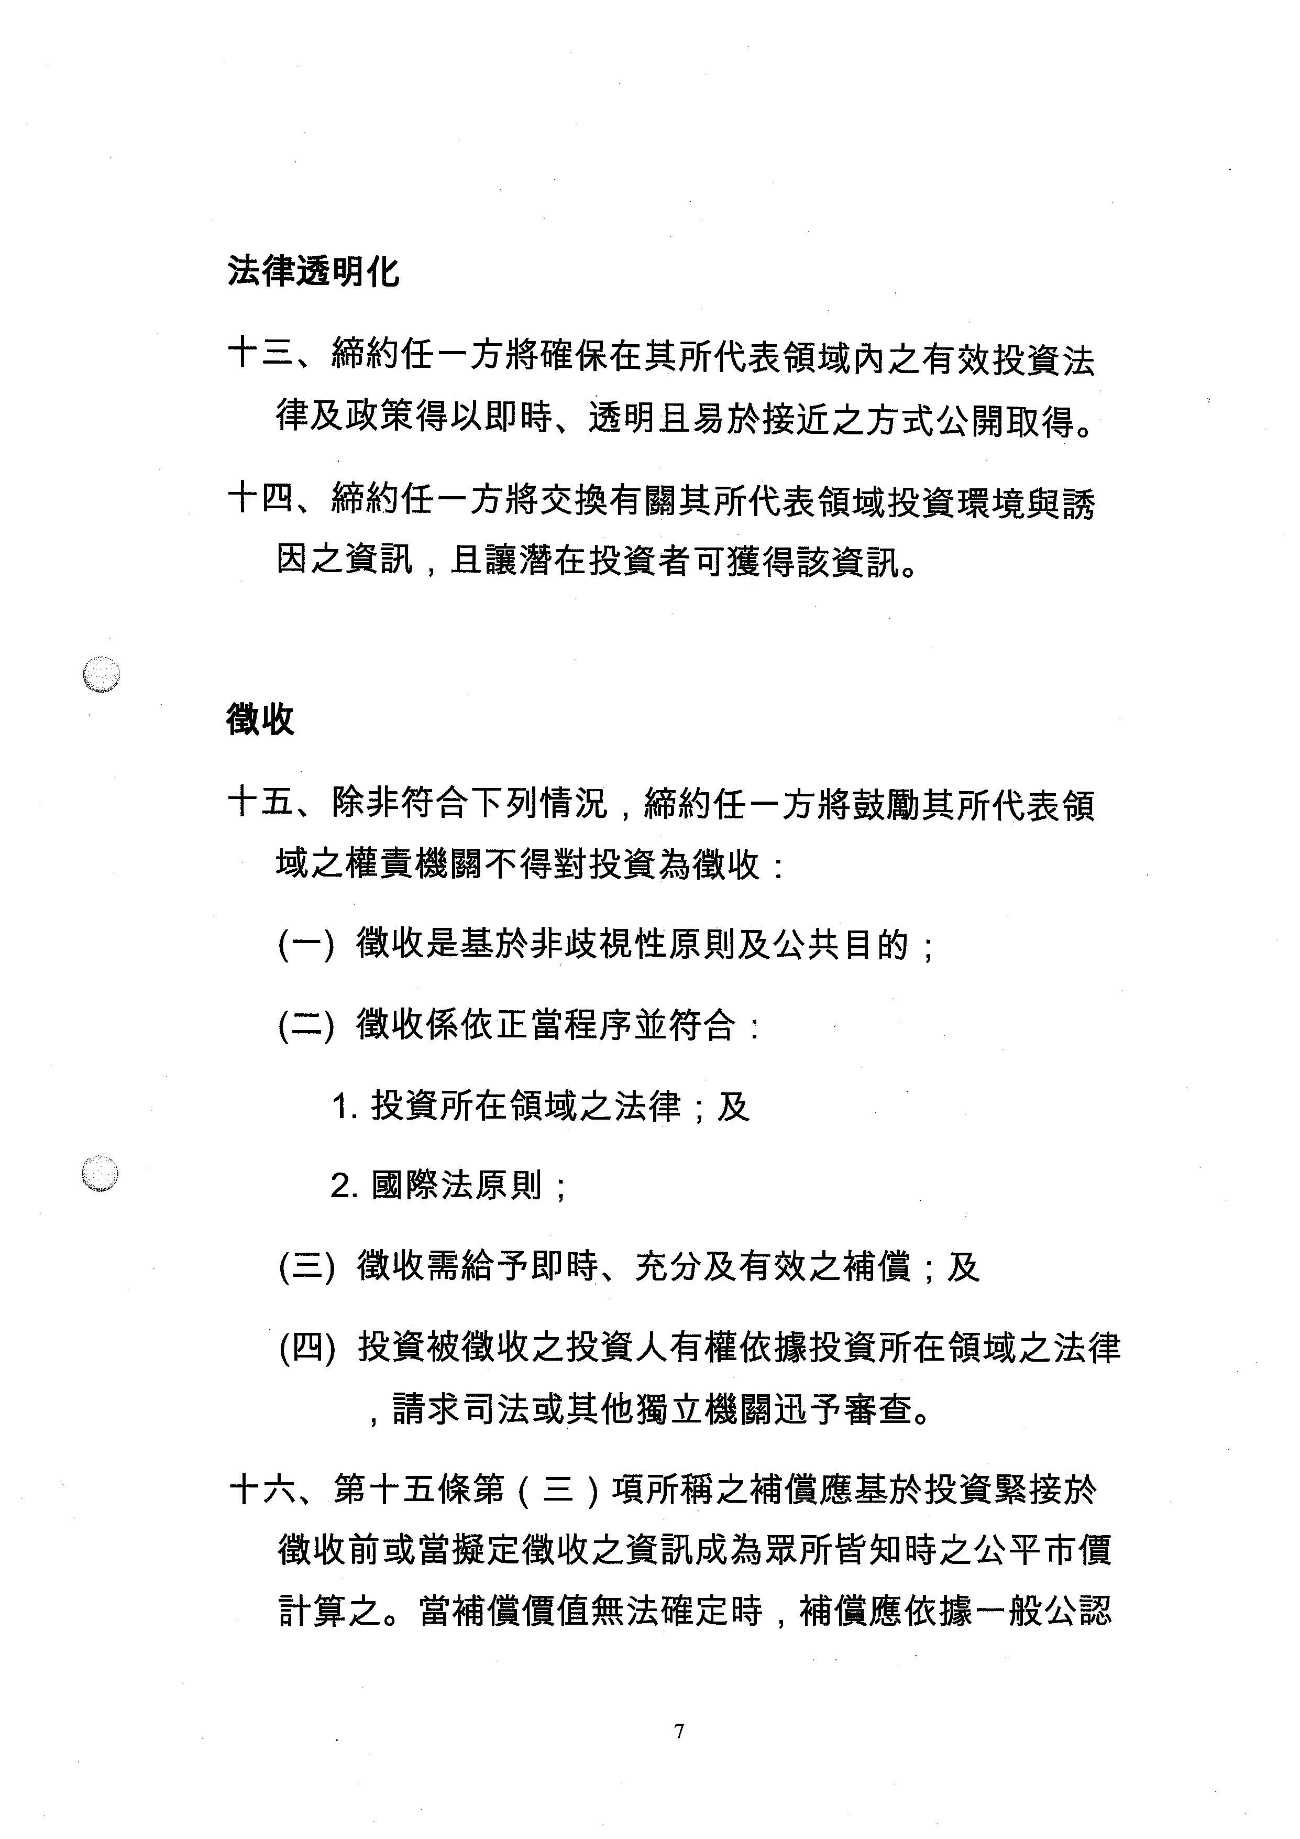 法律透明化
十三、締約任一方將確保在其所代表領域內之有效投資法
律及政策得以即時、透明且易於接近之方式公開取得。
十四、締約任一方將交換有關其所代表領域投資環境與誘
因之資訊，且讓潛在投資者可獲得該資訊。
徵收
十五、除非符合下列情況，締約任一方將鼓勵其所代表領
域之權責機關不得對投資為徵收：
(一) 徵收是基於非歧視性原則及公共目的；
(二) 徵收係依正當程序並符合：
1. 投資所在領域之法律；及
2. 國際法原則；
(三) 徵收需給予即時、充分及有效之補償；及
(四) 投資被徵收之投資人有權依據投資所在領域之法律
，請求司法或其他獨立機關迅予審查。
十六、第十五條第（三）項所稱之補償應基於投資緊接於
徵收前或當擬定徵收之資訊成為眾所皆知時之公平市價
計算之。當補償價值無法確定時，補償應依據一般公認
7